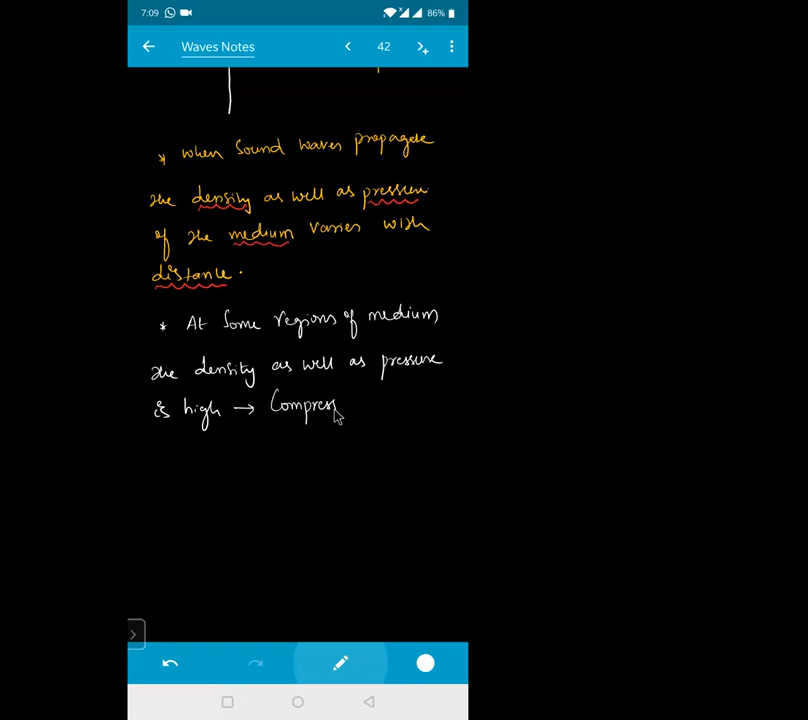 7:09 86%
Waves Notes 42
* When Sound waves propagate
the density as well as pressure
of the medium varies with
distance.
* At Some regions of medium
the density as well as pressure
is high → Compress